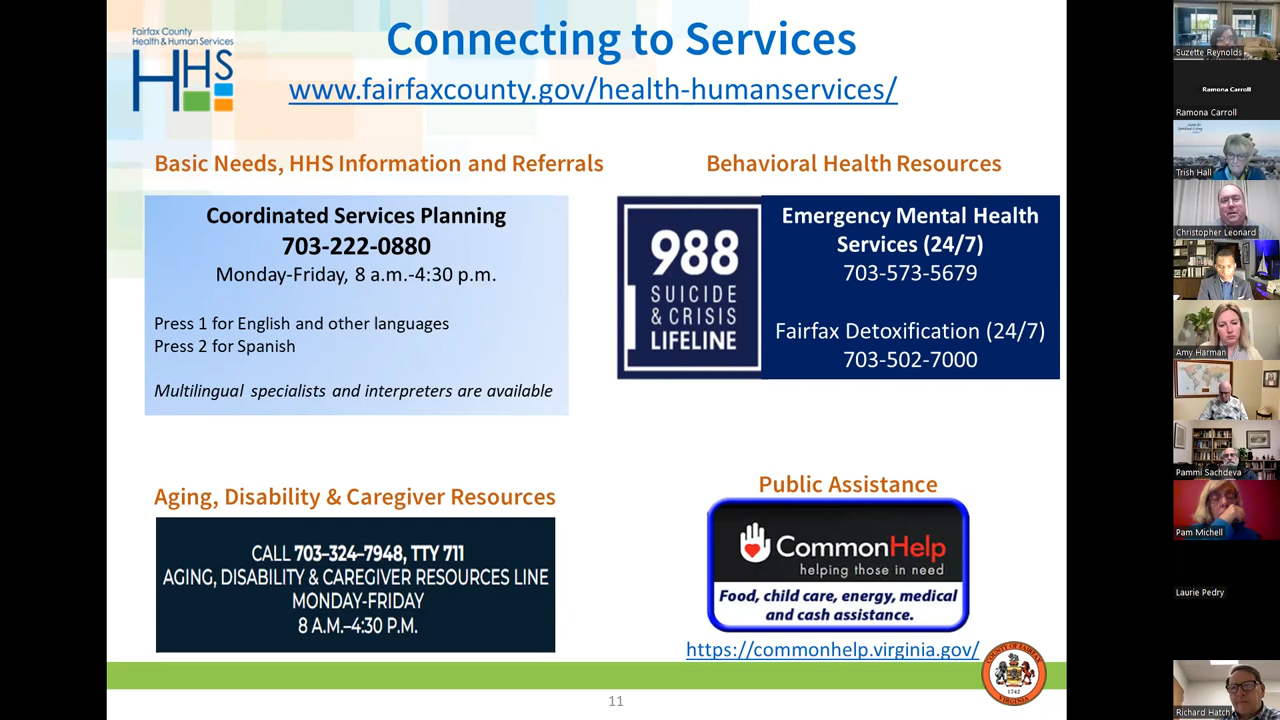 Fairfax County
Health & Human Services
HHS
Connecting to Services
www.fairfaxcounty.gov/health-humanservices/
Basic Needs, HHS Information and Referrals
Coordinated Services Planning
703-222-0880
Monday-Friday, 8 a.m.-4:30 p.m.
Press 1 for English and other languages
Press 2 for Spanish
Multilingual specialists and interpreters are available
Behavioral Health Resources
988
SUICIDE
& CRISIS
LIFELINE
Emergency Mental Health
Services (24/7)
703-573-5679
Fairfax Detoxification (24/7)
703-502-7000
Aging, Disability & Caregiver Resources
CALL 703-324-7948, TTY 711
AGING, DISABILITY & CAREGIVER RESOURCES LINE
MONDAY-FRIDAY
8 A.M.–4:30 P.M.
Public Assistance
CommonHelp
helping those in need
Food, child care, energy, medical
and cash assistance.
https://commonhelp.virginia.gov/
COUNTY OF FAIRFAX
1742
VIRGINIA
11
Suzette Reynolds
Ramona Carroll
Ramona Carroll
Trish Hall
Christopher Leonard
Amy Harman
Pammi Sachdeva
Pam Michell
Laurie Pedry
Richard Hatch